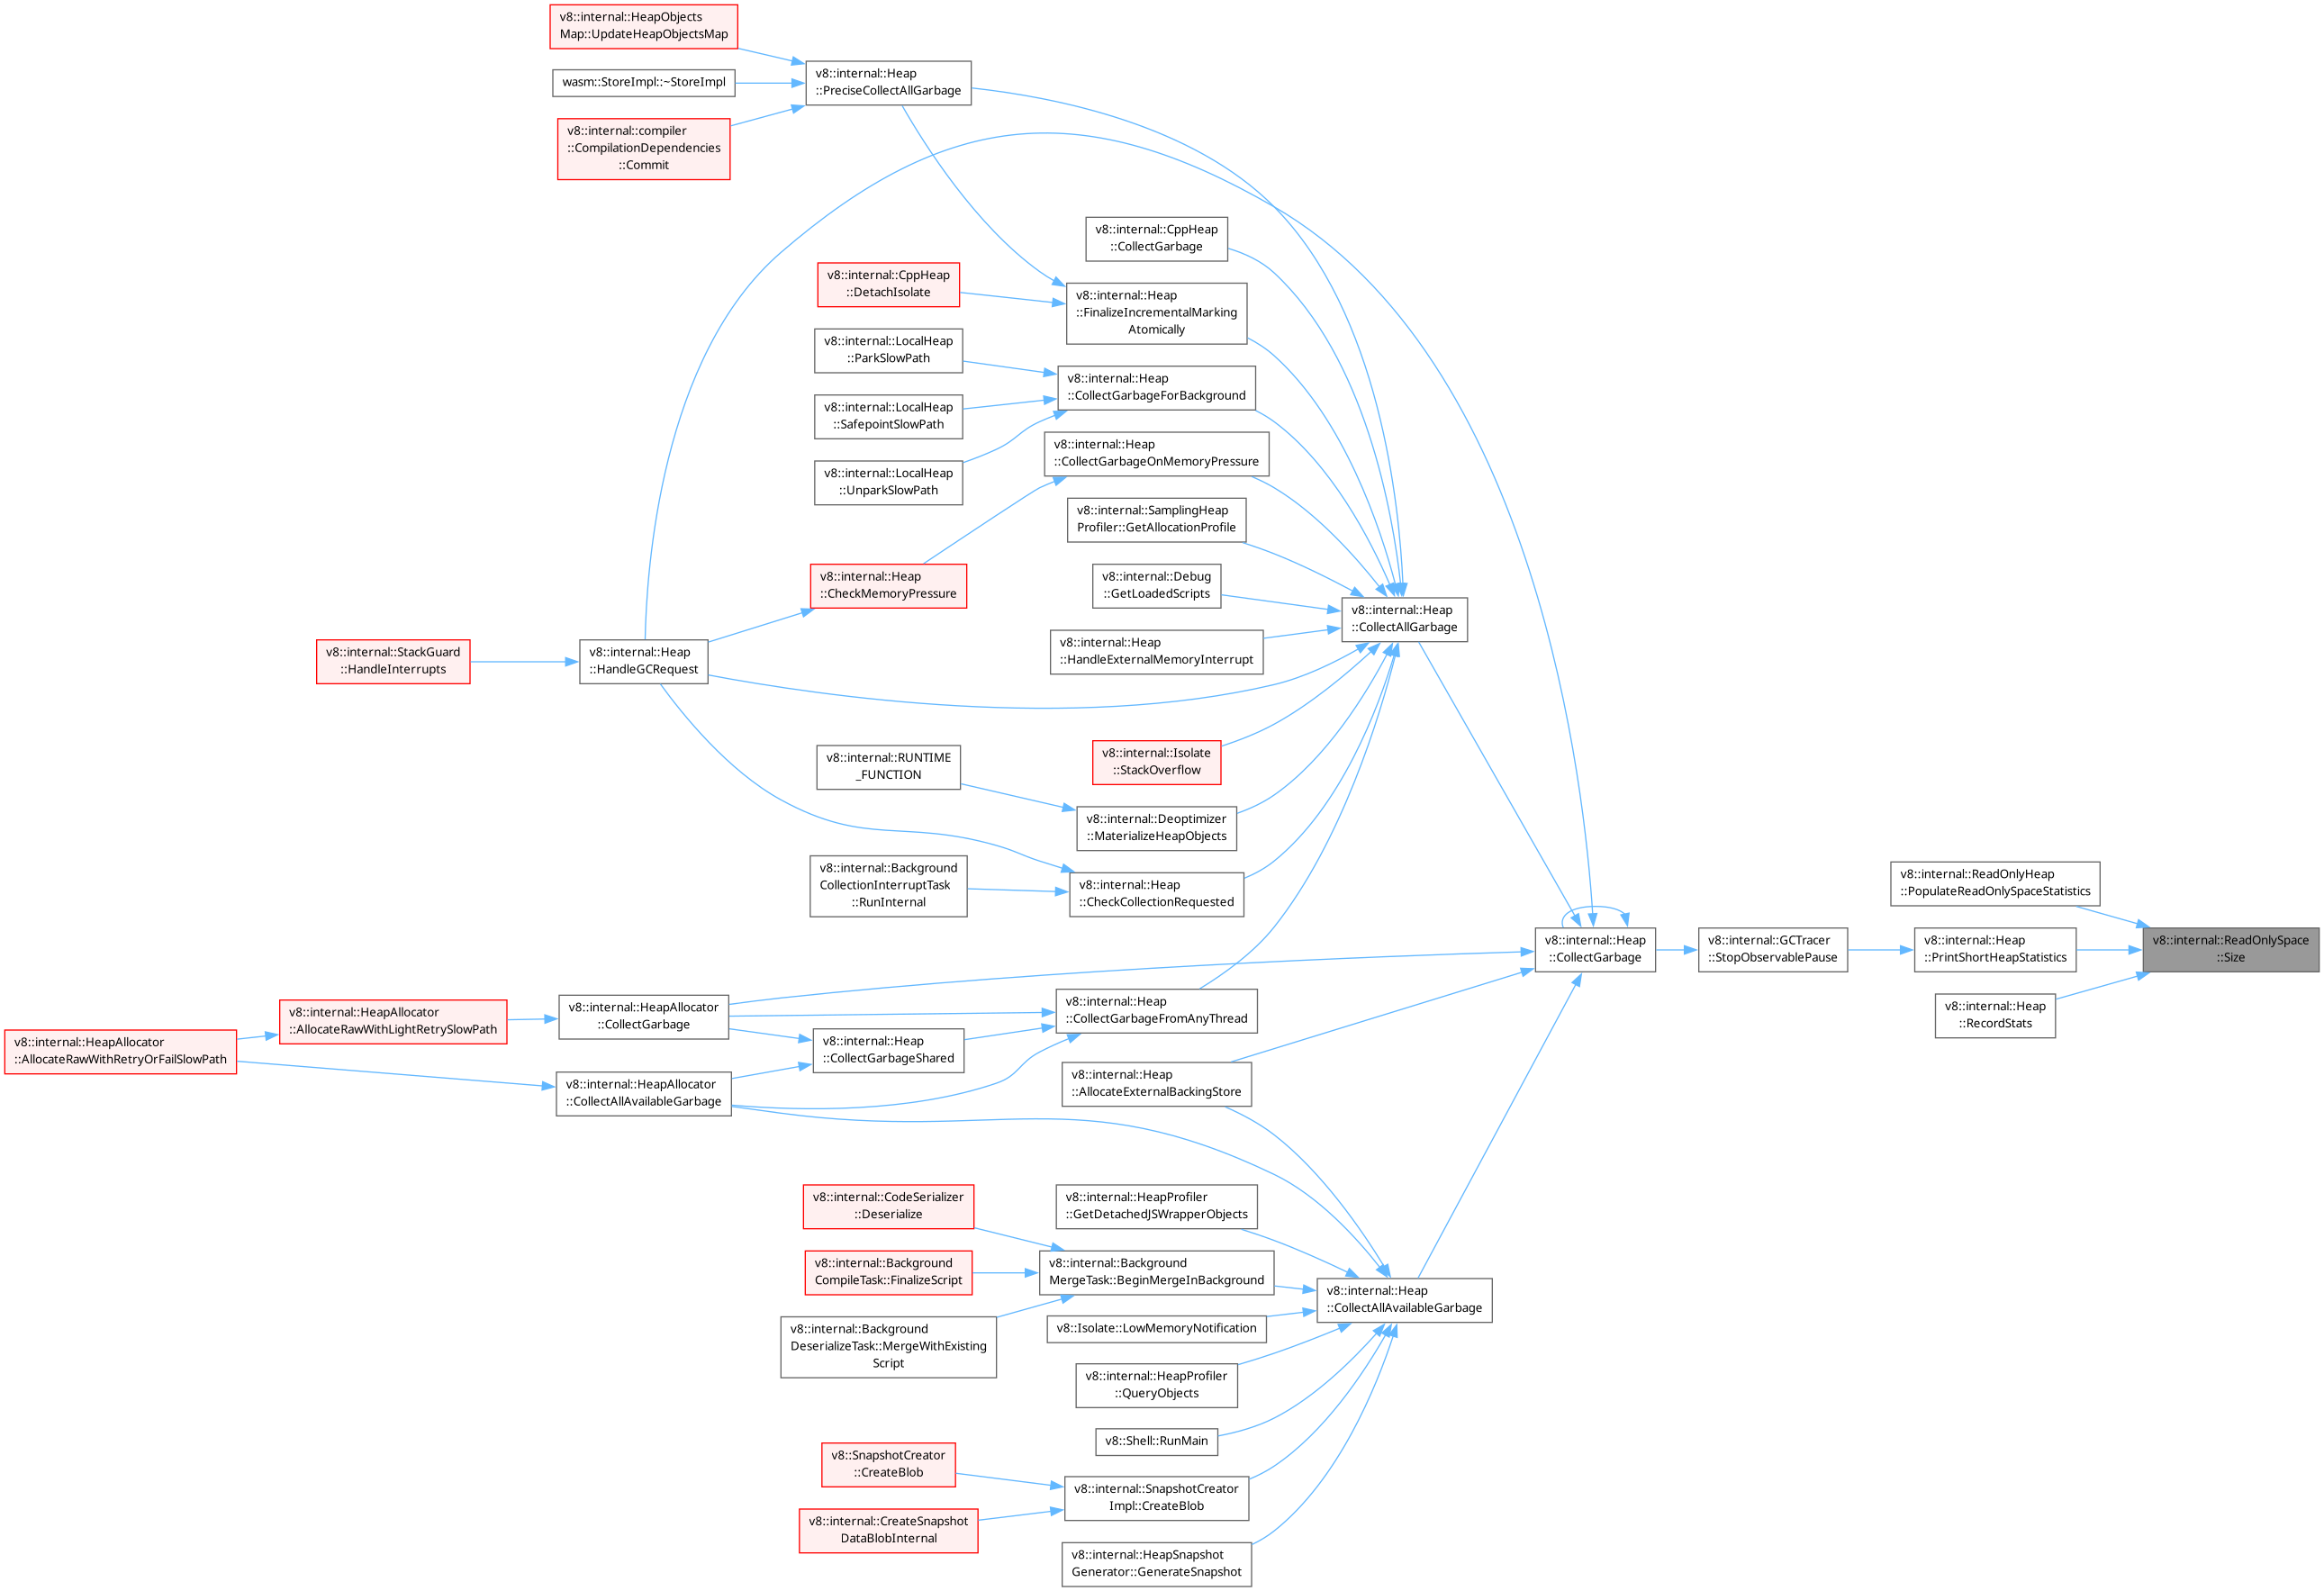 v8::internal::HeapObjects
Map::UpdateHeapObjectsMap
wasm::StoreImpl::~StoreImpl
v8::internal::compiler
::CompilationDependencies
::Commit
v8::internal::Heap
::PreciseCollectAllGarbage
v8::internal::CppHeap
::CollectGarbage
v8::internal::CppHeap
::DetachIsolate
v8::internal::Heap
::FinalizeIncrementalMarking
Atomically
v8::internal::LocalHeap
::ParkSlowPath
v8::internal::Heap
::CollectGarbageForBackground
v8::internal::LocalHeap
::SafepointSlowPath
v8::internal::Heap
::CollectGarbageOnMemoryPressure
v8::internal::LocalHeap
::UnparkSlowPath
v8::internal::SamplingHeap
Profiler::GetAllocationProfile
v8::internal::Heap
::CheckMemoryPressure
v8::internal::Debug
::GetLoadedScripts
v8::internal::Heap
::CollectAllGarbage
v8::internal::StackGuard
::HandleInterrupts
v8::internal::Heap
::HandleGCRequest
v8::internal::Heap
::HandleExternalMemoryInterrupt
v8::internal::RUNTIME
_FUNCTION
v8::internal::Isolate
::StackOverflow
v8::internal::Deoptimizer
::MaterializeHeapObjects
v8::internal::Background
CollectionInterruptTask
::RunInternal
v8::internal::Heap
::CheckCollectionRequested
v8::internal::Heap
::CollectGarbage
v8::internal::GCTracer
::StopObservablePause
v8::internal::ReadOnlyHeap
::PopulateReadOnlySpaceStatistics
v8::internal::Heap
::PrintShortHeapStatistics
v8::internal::Heap
::RecordStats
v8::internal::ReadOnlySpace
::Size
v8::internal::HeapAllocator
::AllocateRawWithRetryOrFailSlowPath
v8::internal::HeapAllocator
::AllocateRawWithLightRetrySlowPath
v8::internal::HeapAllocator
::CollectGarbage
v8::internal::HeapAllocator
::CollectAllAvailableGarbage
v8::internal::Heap
::CollectGarbageShared
v8::internal::Heap
::CollectGarbageFromAnyThread
v8::internal::Heap
::AllocateExternalBackingStore
v8::internal::CodeSerializer
::Deserialize
v8::internal::HeapProfiler
::GetDetachedJSWrapperObjects
v8::internal::Background
CompileTask::FinalizeScript
v8::internal::Background
MergeTask::BeginMergeInBackground
v8::internal::Heap
::CollectAllAvailableGarbage
v8::internal::Background
DeserializeTask::MergeWithExisting
Script
v8::Isolate::LowMemoryNotification
v8::internal::HeapProfiler
::QueryObjects
v8::Shell::RunMain
v8::SnapshotCreator
::CreateBlob
v8::internal::SnapshotCreator
Impl::CreateBlob
v8::internal::CreateSnapshot
DataBlobInternal
v8::internal::HeapSnapshot
Generator::GenerateSnapshot